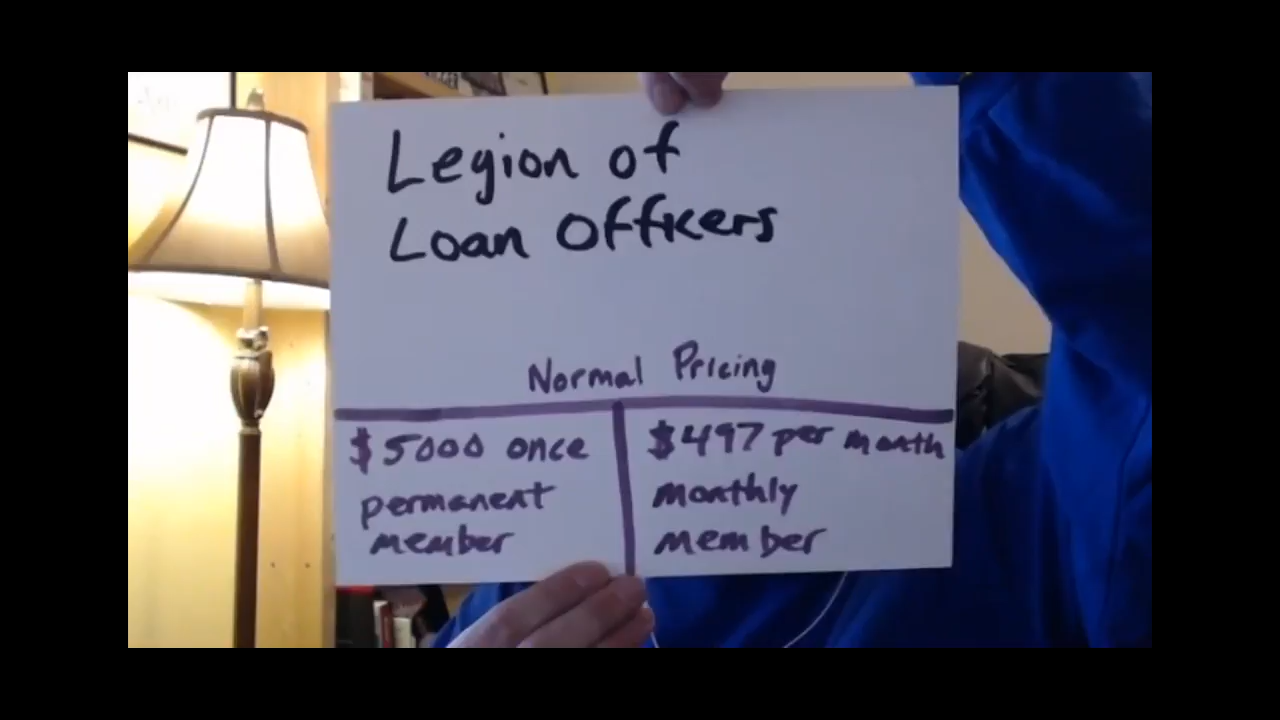 Legion of
Loan Officers
Normal Pricing
$5000 once
permanent
member
$497 per month
monthly
member